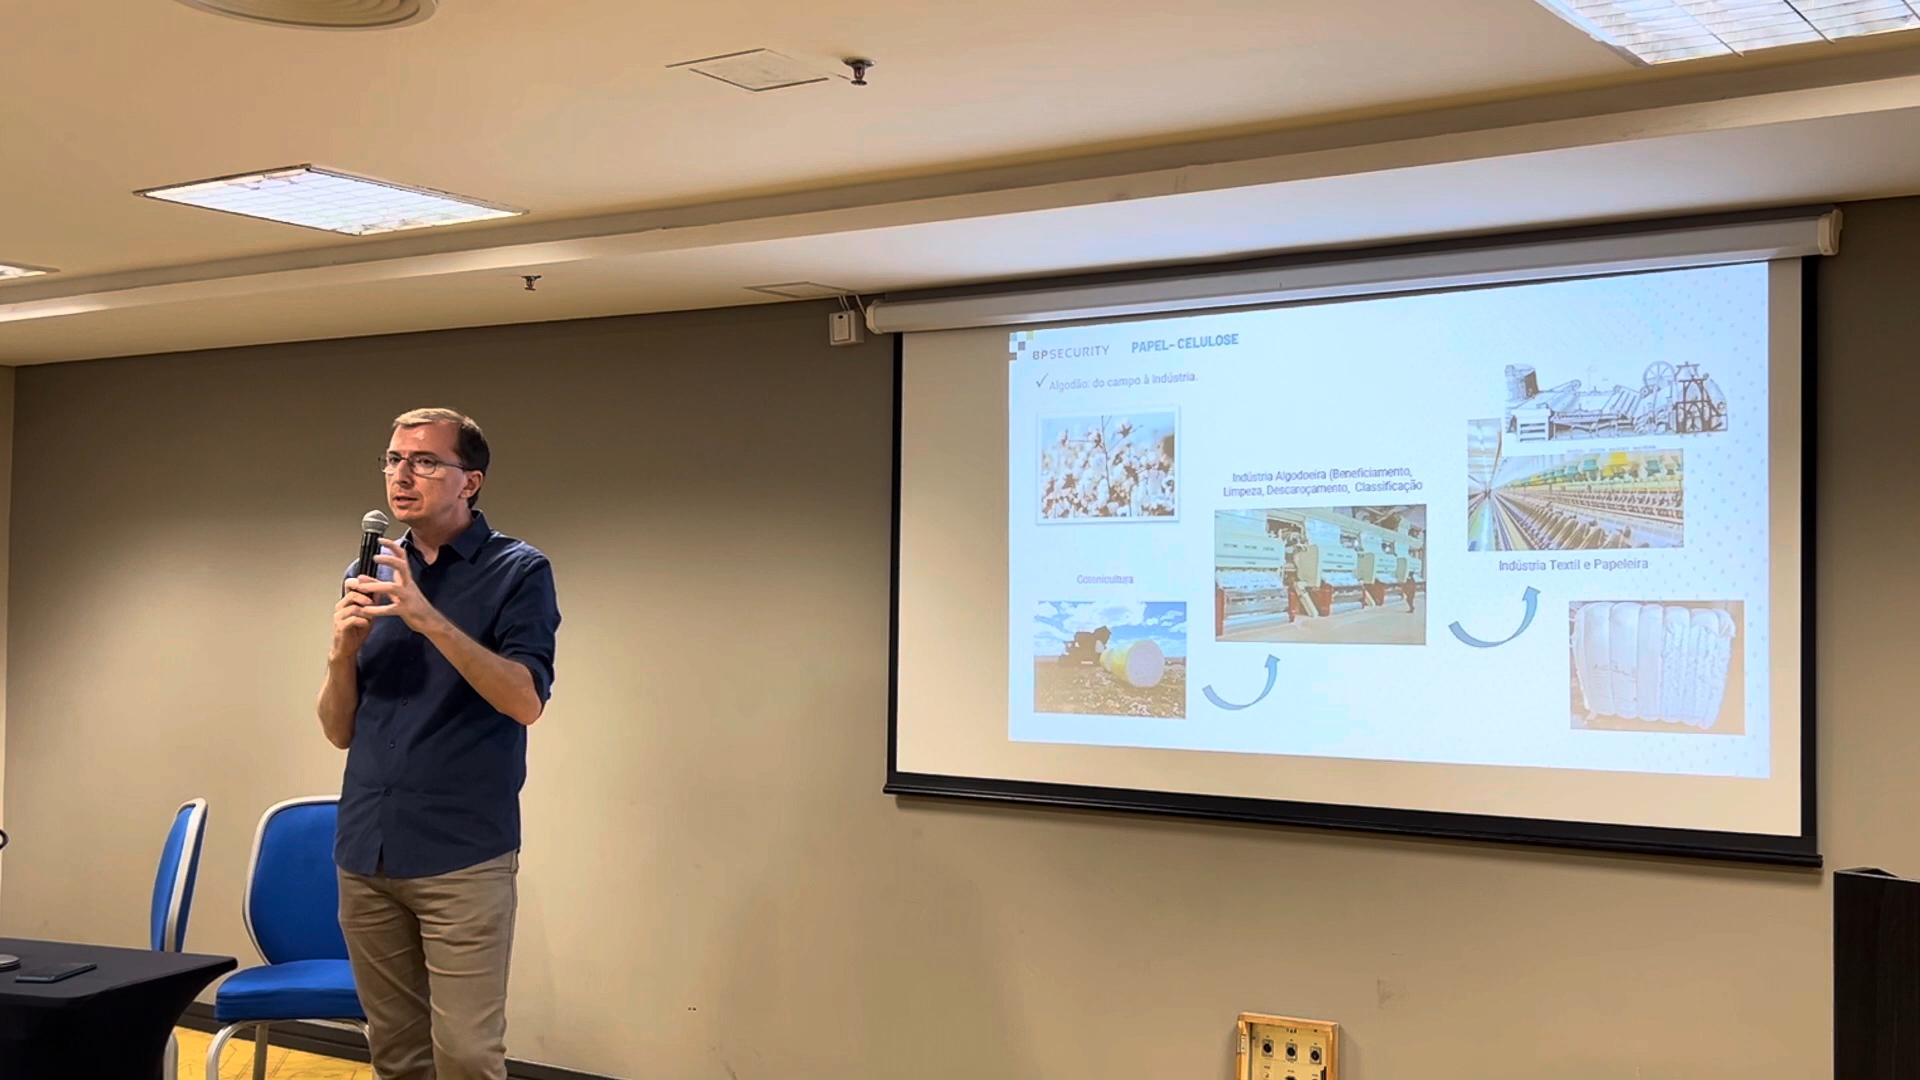 BPSECURITY
PAPEL- CELULOSE
✓ Algodão: do campo à Indústria.
Indústria Algodoeira (Beneficiamento,
Limpeza, Descaroçamento, Classificação
Indústria Textil e Papeleira
Cotonicultura